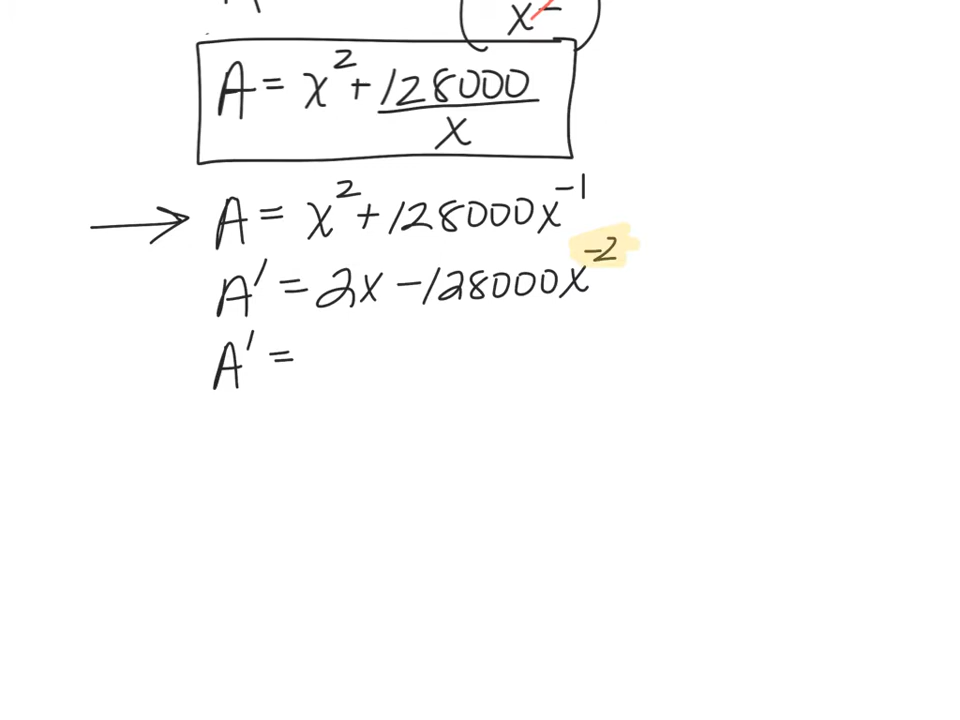 x
A = x² + 128000/x
→ A = x² + 128000x⁻¹
A' = 2x - 128000x⁻²
A' =